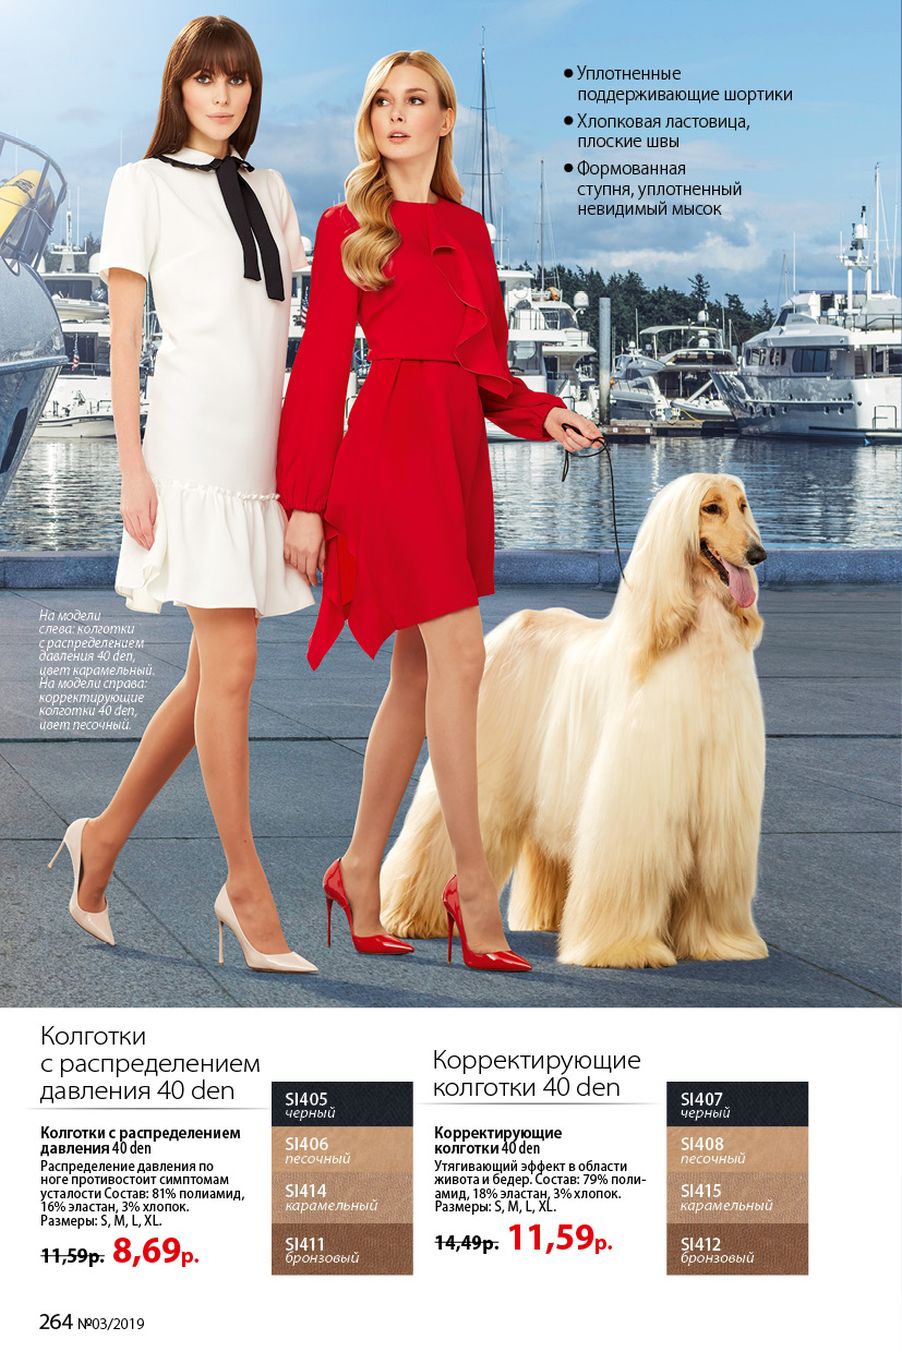 • Уплотненные
поддерживающие шортики
• Хлопковая ластовица,
плоские швы
• Формованная
ступня, уплотненный
невидимый мысок
На модели
слева: колготки
с распределением
давления 40 den,
цвет карамельный.
На модели справа:
корректирующие
колготки 40 den,
цвет песочный.
Колготки
с распределением
давления 40 den
Колготки с распределением
давления 40 den
Распределение давления по
ноге противостоит симптомам
усталости Состав: 81% полиамид,
16% эластан, 3% хлопок.
Размеры: S, M, L, XL.
11,59р. 8,69р.
SI405
черный
SI406
песочный
SI414
карамельный
SI411
бронзовый
Корректирующие
колготки 40 den
Корректирующие
колготки 40 den
Утягивающий эффект в области
живота и бедер. Состав: 79% поли-
амид, 18% эластан, 3% хлопок.
Размеры: S, M, L, XL.
14,49р. 11,59р.
SI407
черный
SI408
песочный
SI415
карамельный
SI412
бронзовый
264 №03/2019